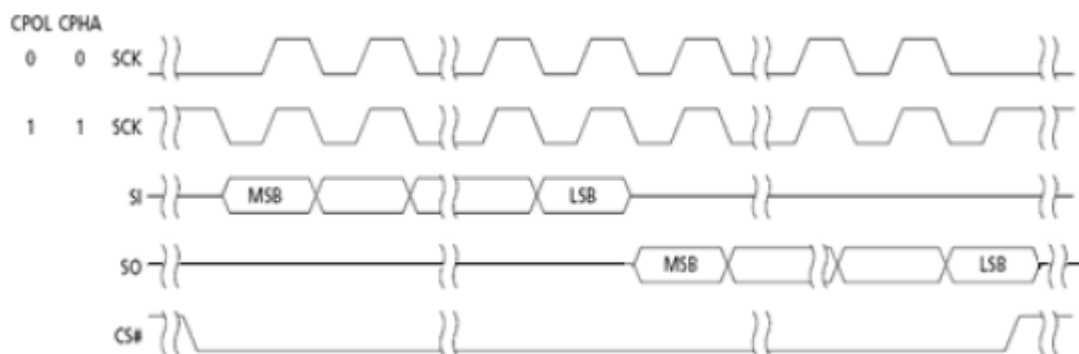 CPOL CPHA
0 0 SCK
1 1 SCK
SI MSB LSB
SO MSB LSB
CS#